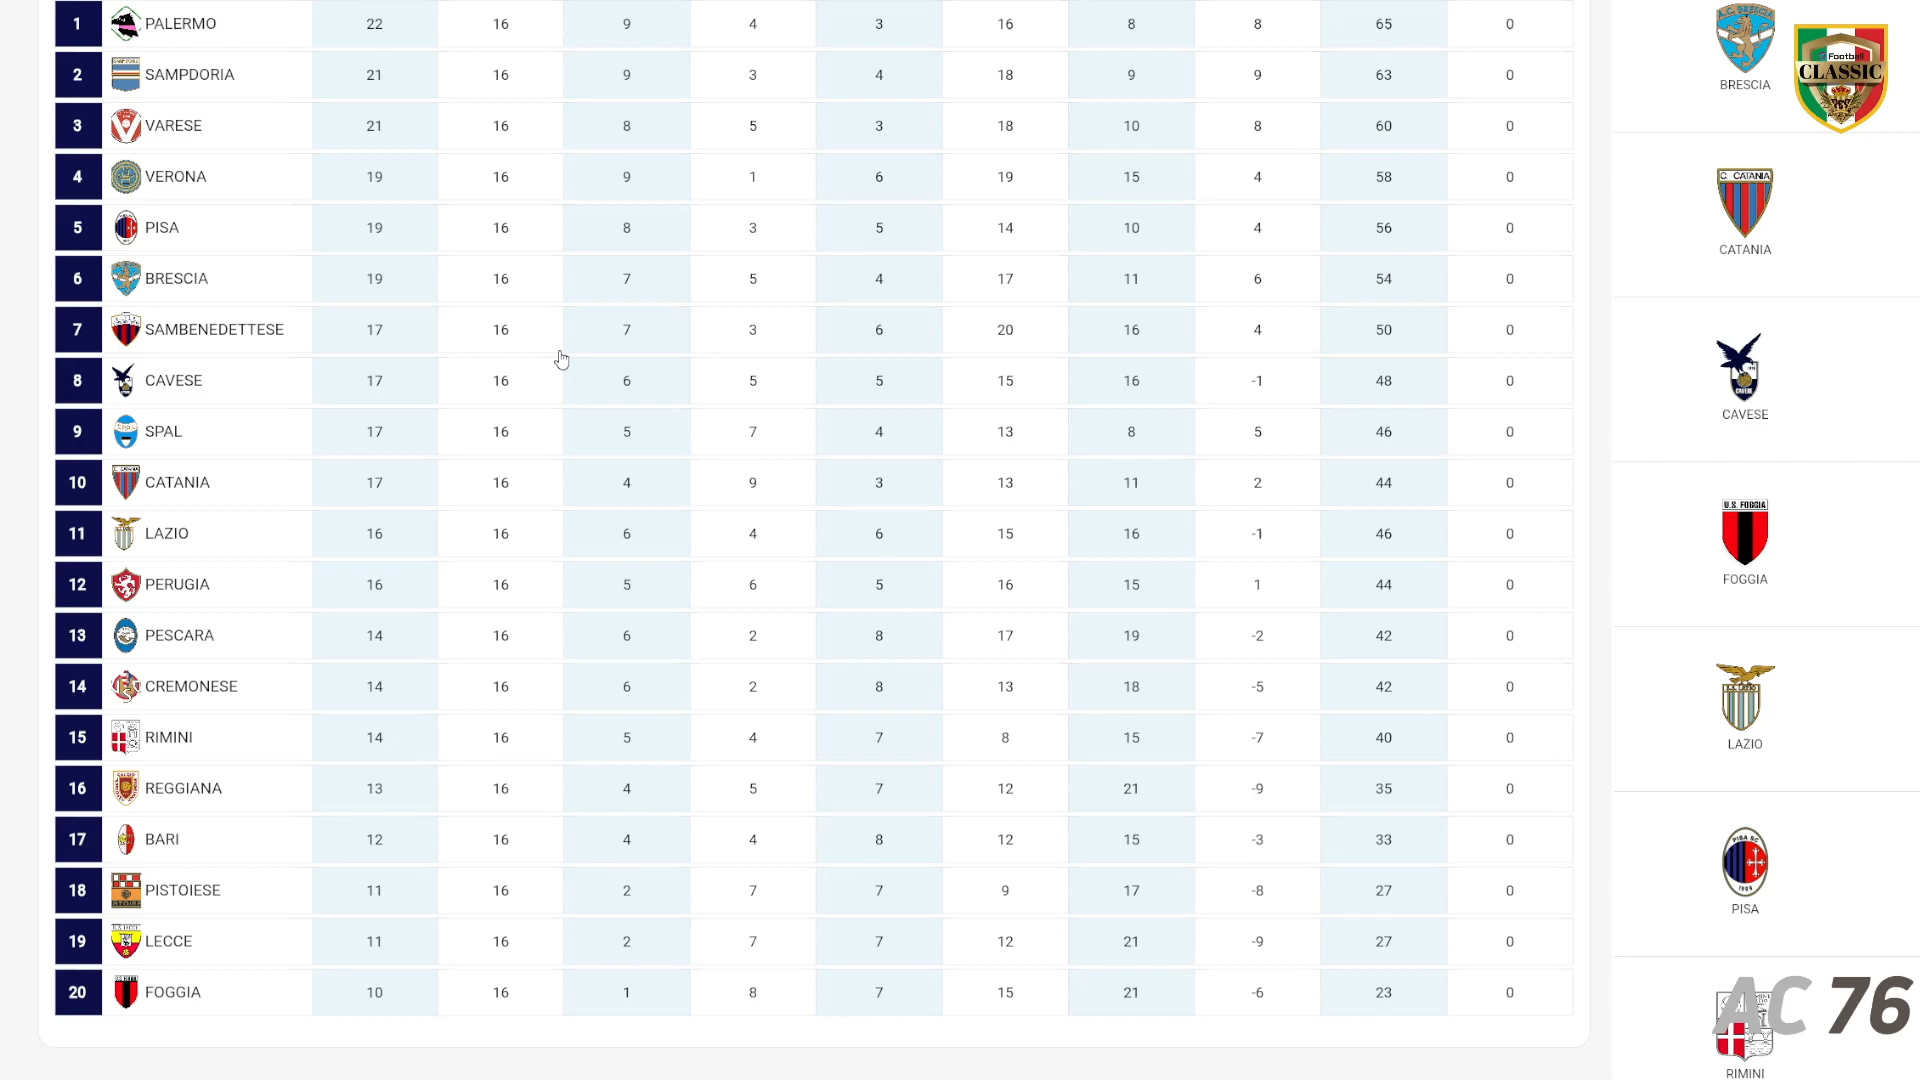 1 PALERMO 22 16 9 4 3 16 8 8 65 0
2 SAMPDORIA 21 16 9 3 4 18 9 9 63 0
3 VARESE 21 16 8 5 3 18 10 8 60 0
4 VERONA 19 16 9 1 6 19 15 4 58 0
5 PISA 19 16 8 3 5 14 10 4 56 0
6 BRESCIA 19 16 7 5 4 17 11 6 54 0
7 SAMBENEDETTESE 17 16 7 3 6 20 16 4 50 0
8 CAVESE 17 16 6 5 5 15 16 -1 48 0
9 SPAL 17 16 5 7 4 13 8 5 46 0
10 CATANIA 17 16 4 9 3 13 11 2 44 0
11 LAZIO 16 16 6 4 6 15 16 -1 46 0
12 PERUGIA 16 16 5 6 5 16 15 1 44 0
13 PESCARA 14 16 6 2 8 17 19 -2 42 0
14 CREMONESE 14 16 6 2 8 13 18 -5 42 0
15 RIMINI 14 16 5 4 7 8 15 -7 40 0
16 REGGIANA 13 16 4 5 7 12 21 -9 35 0
17 BARI 12 16 4 4 8 12 15 -3 33 0
18 PISTOIESE 11 16 2 7 7 9 17 -8 27 0
19 LECCE 11 16 2 7 7 12 21 -9 27 0
20 FOGGIA 10 16 1 8 7 15 21 -6 23 0
A.C. BRESCIA
BRESCIA
Football
CLASSIC
C. CATANIA
CATANIA
CAVESE
CAVESE
U.S. FOGGIA
FOGGIA
LAZIO
PISA SC
1909
PISA
AC 76
RIMINI